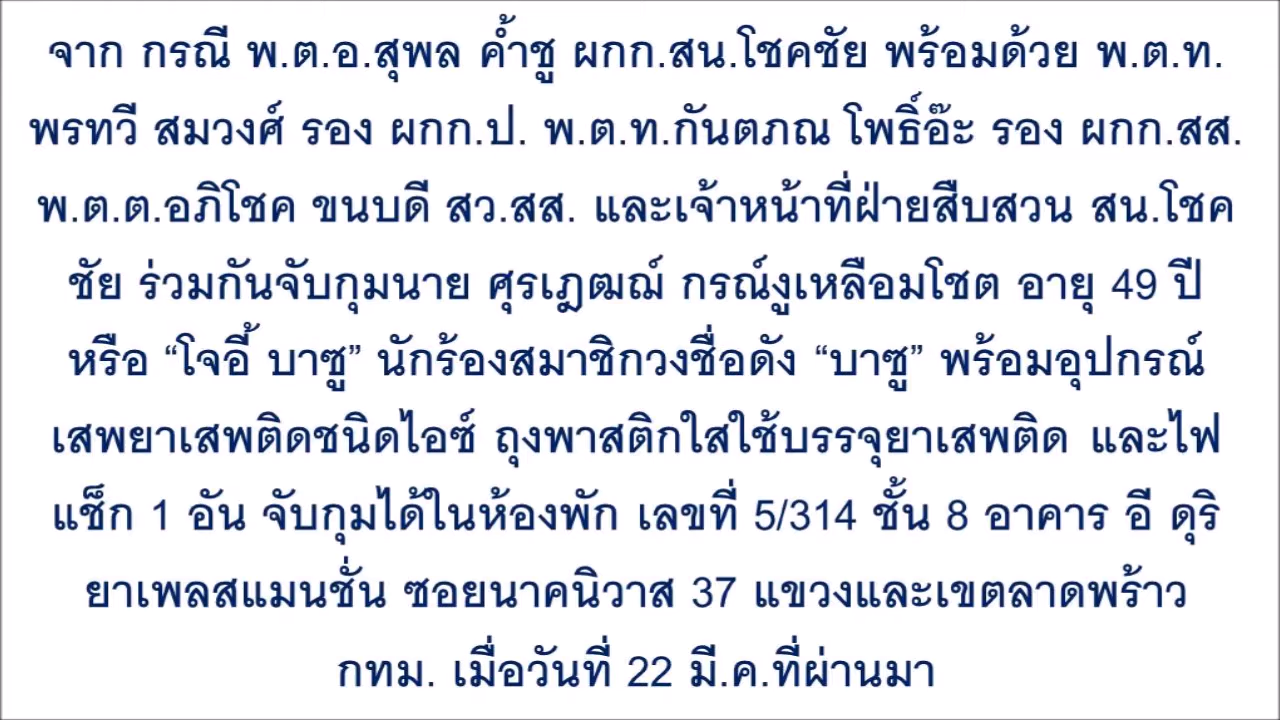 จาก กรณี พ.ต.อ.สุพล ค้ำชู ผกก.สน.โชคชัย พร้อมด้วย พ.ต.ท.
พรทวี สมวงศ์ รอง ผกก.ป. พ.ต.ท.กันตภณ โพธิ์อ๊ะ รอง ผกก.สส.
พ.ต.ต.อภิโชค ขนบดี สว.สส. และเจ้าหน้าที่ฝ่ายสืบสวน สน.โชค
ชัย ร่วมกันจับกุมนาย ศุรเฎฒฌ์ กรณ์งูเหลือมโชต อายุ 49 ปี
หรือ “โจอี้ บาซู” นักร้องสมาชิกวงชื่อดัง “บาซู” พร้อมอุปกรณ์
เสพยาเสพติดชนิดไอซ์ ถุงพาสติกใสใช้บรรจุยาเสพติด และไฟ
แช็ก 1 อัน จับกุมได้ในห้องพัก เลขที่ 5/314 ชั้น 8 อาคาร อี ดุริ
ยาเพลสแมนชั่น ซอยนาคนิวาส 37 แขวงและเขตลาดพร้าว
กทม. เมื่อวันที่ 22 มี.ค.ที่ผ่านมา